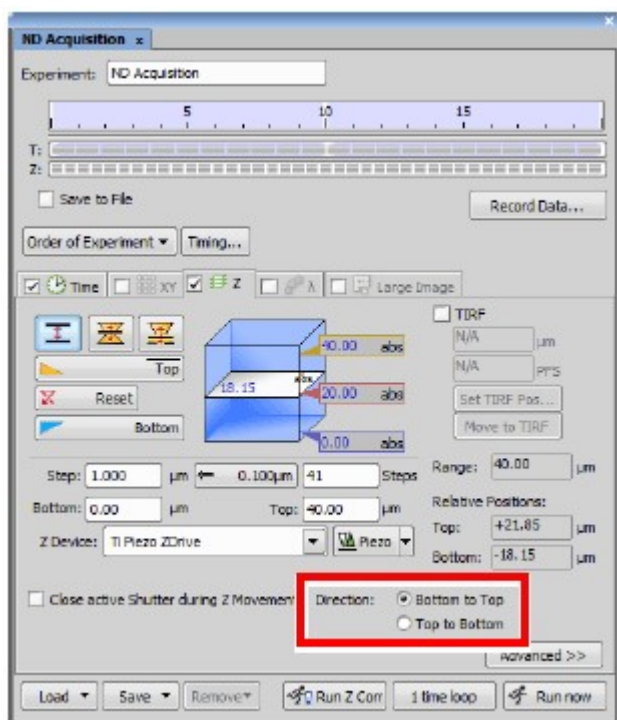 ND Acquisition x
Experiment: ND Acquisition
5 10 15
T:
Z:
Save to File
Record Data...
Order of Experiment Timing...
Time XY Z λ Large Image
TIRF
N/A µm
N/A PFS
Set TIRF Pos...
Move to TIRF
Top
Reset
Bottom
40.00 abs
18.15 abs
20.00 abs
0.00 abs
Step: 1.000 µm 0.100µm 41 Steps
Range: 40.00 µm
Bottom: 0.00 µm Top: 40.00 µm
Relative Positions:
Top: +21.85 µm
Z Device: Ti Piezo ZDrive Piezo
Bottom: -18.15 µm
Close active Shutter during Z Movement
Direction: Bottom to Top
Top to Bottom
Advanced >>
Load Save Remove Run Z Corr 1 time loop Run now